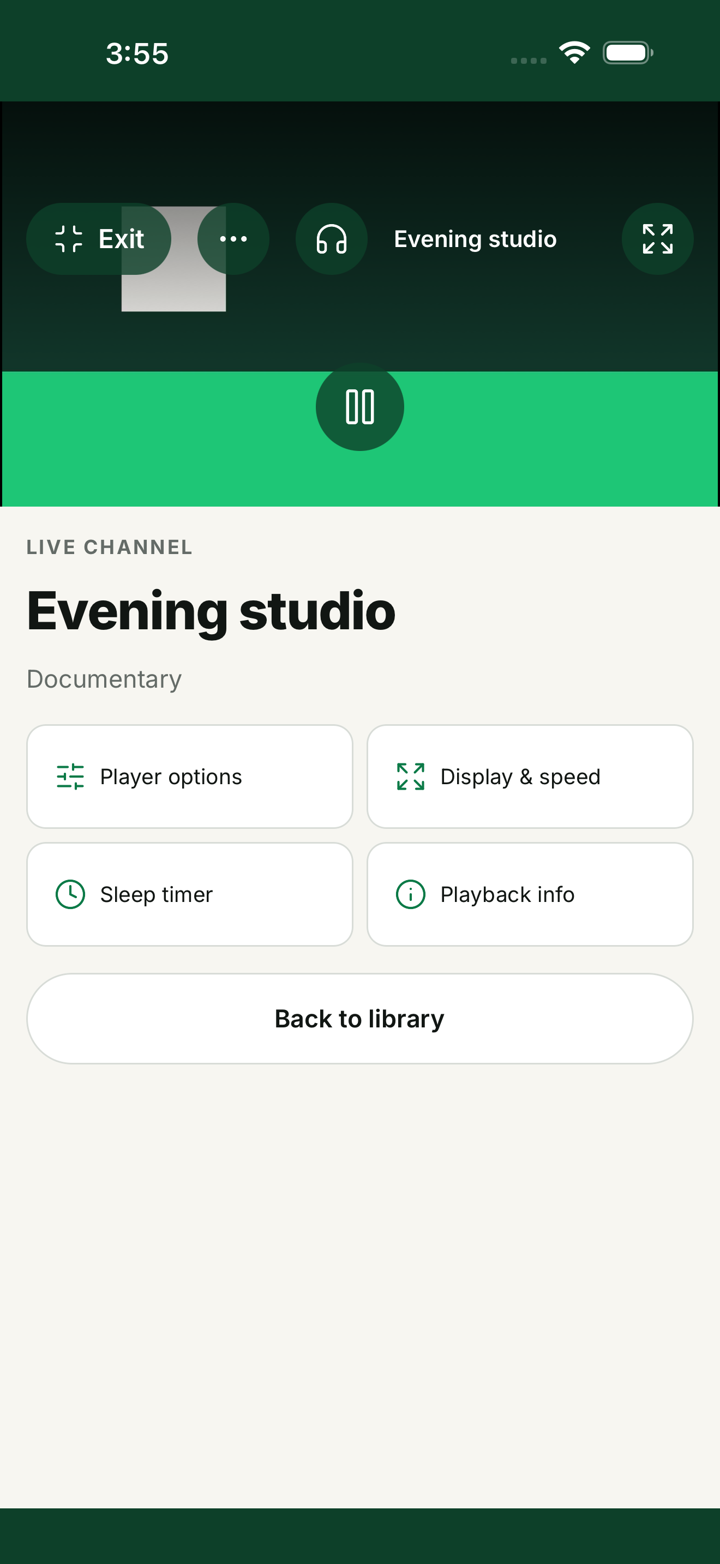 3:55
Exit
Evening studio
LIVE CHANNEL
Evening studio
Documentary
Player options
Display & speed
Sleep timer
Playback info
Back to library